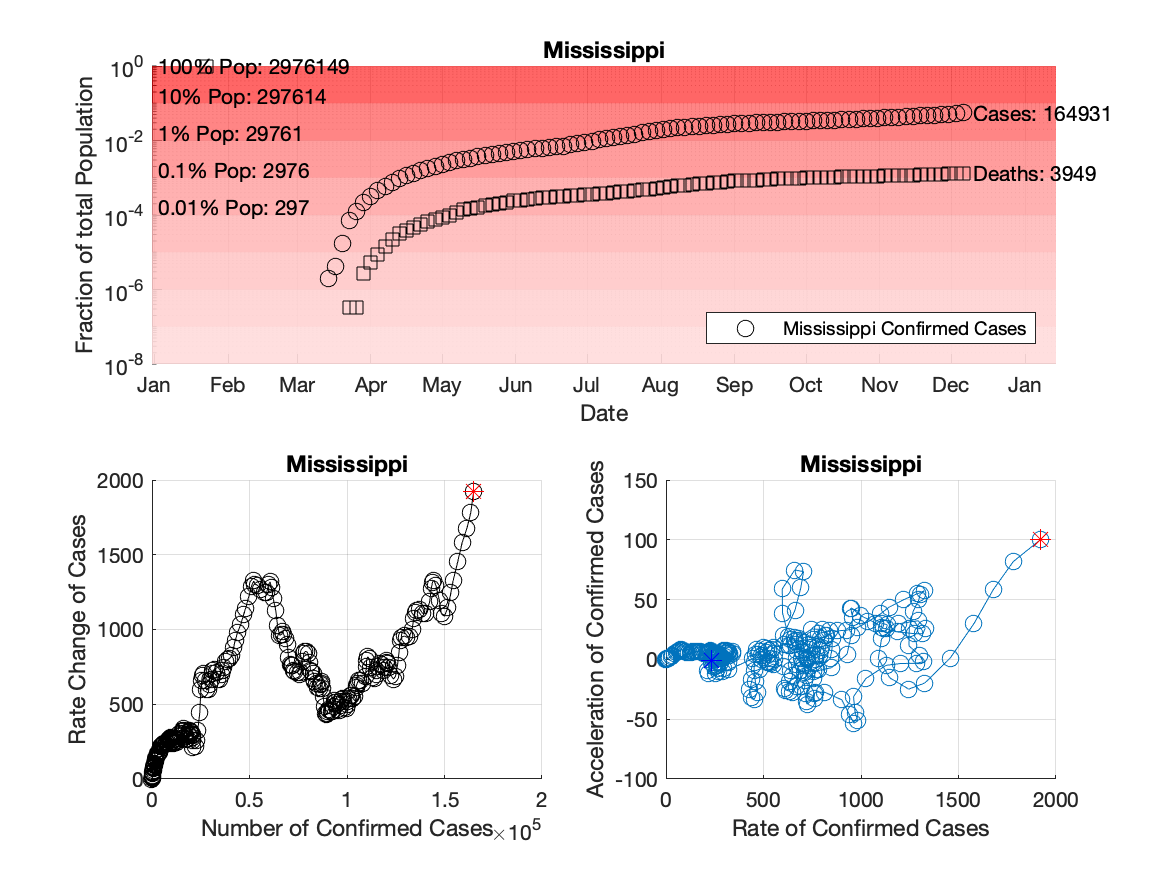 Mississippi
10^0
10^-2
10^-4
10^-6
10^-8
Fraction of total Population
100% Pop: 2976149
10% Pop: 297614
1% Pop: 29761
0.1% Pop: 2976
0.01% Pop: 297
Cases: 164931
Deaths: 3949
Mississippi Confirmed Cases
Jan Feb Mar Apr May Jun Jul Aug Sep Oct Nov Dec Jan
Date
Mississippi
2000
1500
1000
500
0
Rate Change of Cases
0 0.5 1 1.5 2
Number of Confirmed Cases ×10^5
Mississippi
150
100
50
0
-50
-100
Acceleration of Confirmed Cases
0 500 1000 1500 2000
Rate of Confirmed Cases